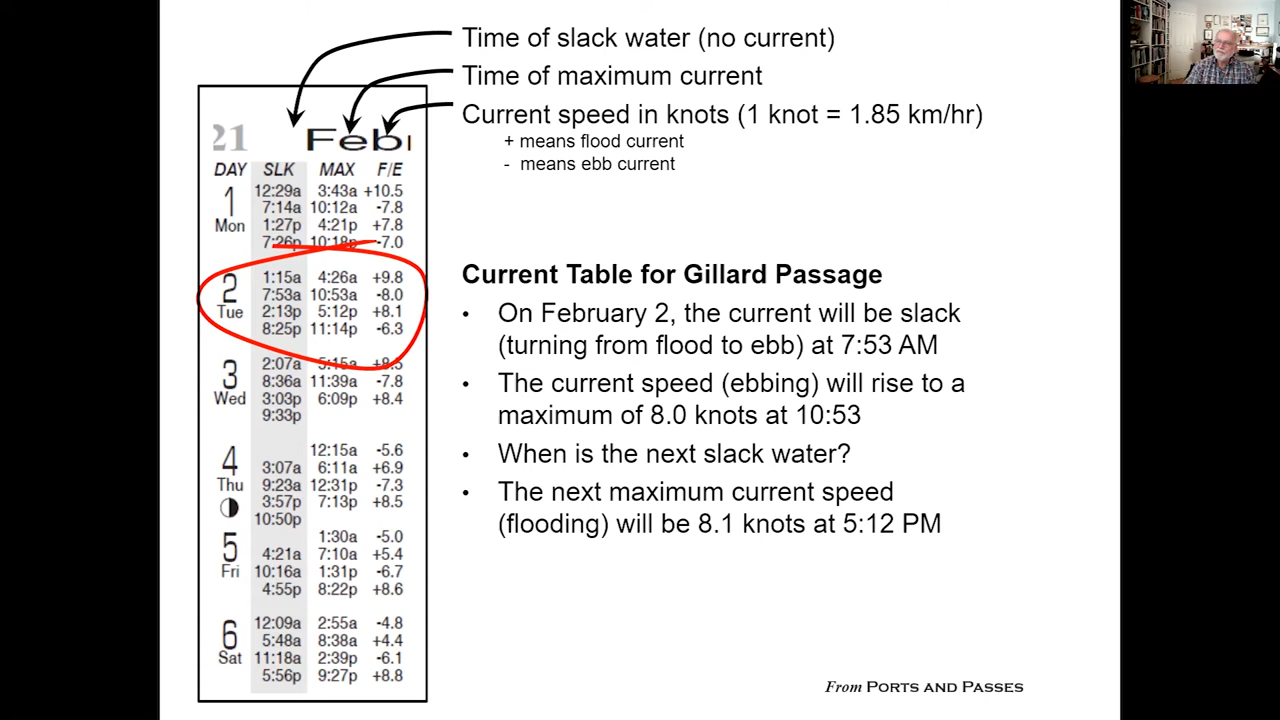 Time of slack water (no current)
Time of maximum current
Current speed in knots (1 knot = 1.85 km/hr)
+ means flood current
- means ebb current
21 Feb
DAY SLK MAX F/E
1 12:29a 3:43a +10.5
7:14a 10:12a -7.8
Mon 1:27p 4:21p +7.8
7:26p 10:18p -7.0
2 1:15a 4:26a +9.8
7:53a 10:53a -8.0
Tue 2:13p 5:12p +8.1
8:25p 11:14p -6.3
3 2:07a 5:15a +8.5
8:36a 11:39a -7.8
Wed 3:03p 6:09p +8.4
9:33p
4 12:15a -5.6
3:07a 6:11a +6.9
Thu 9:23a 12:31p -7.3
3:57p 7:13p +8.5
10:50p
5 1:30a -5.0
4:21a 7:10a +5.4
Fri 10:16a 1:31p -6.7
4:55p 8:22p +8.6
6 12:09a 2:55a -4.8
5:48a 8:38a +4.4
Sat 11:18a 2:39p -6.1
5:56p 9:27p +8.8
Current Table for Gillard Passage
• On February 2, the current will be slack
(turning from flood to ebb) at 7:53 AM
• The current speed (ebbing) will rise to a
maximum of 8.0 knots at 10:53
• When is the next slack water?
• The next maximum current speed
(flooding) will be 8.1 knots at 5:12 PM
From PORTS AND PASSES